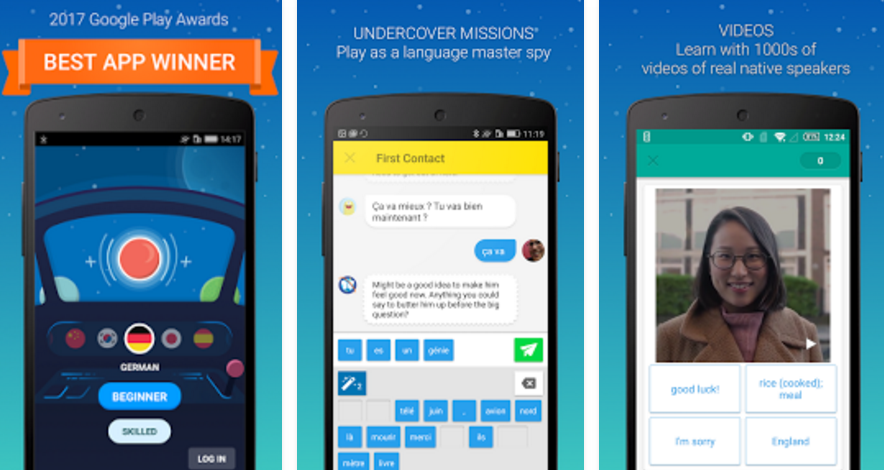 2017 Google Play Awards
BEST APP WINNER
14:17
GERMAN
BEGINNER
SKILLED
LOG IN
UNDERCOVER MISSIONS
Play as a language master spy
11:19
First Contact
Ça va mieux ? Tu vas bien
maintenant ?
ça va
Might be a good idea to make him
feel good now. Anything you could
say to butter him up before the big
question?
tu es un génie
2
télé juin , avion nord
là mourir merci ils
mètre livre
VIDEOS
Learn with 1000s of
videos of real native speakers
12:24
0
good luck!
rice (cooked);
meal
I'm sorry
England